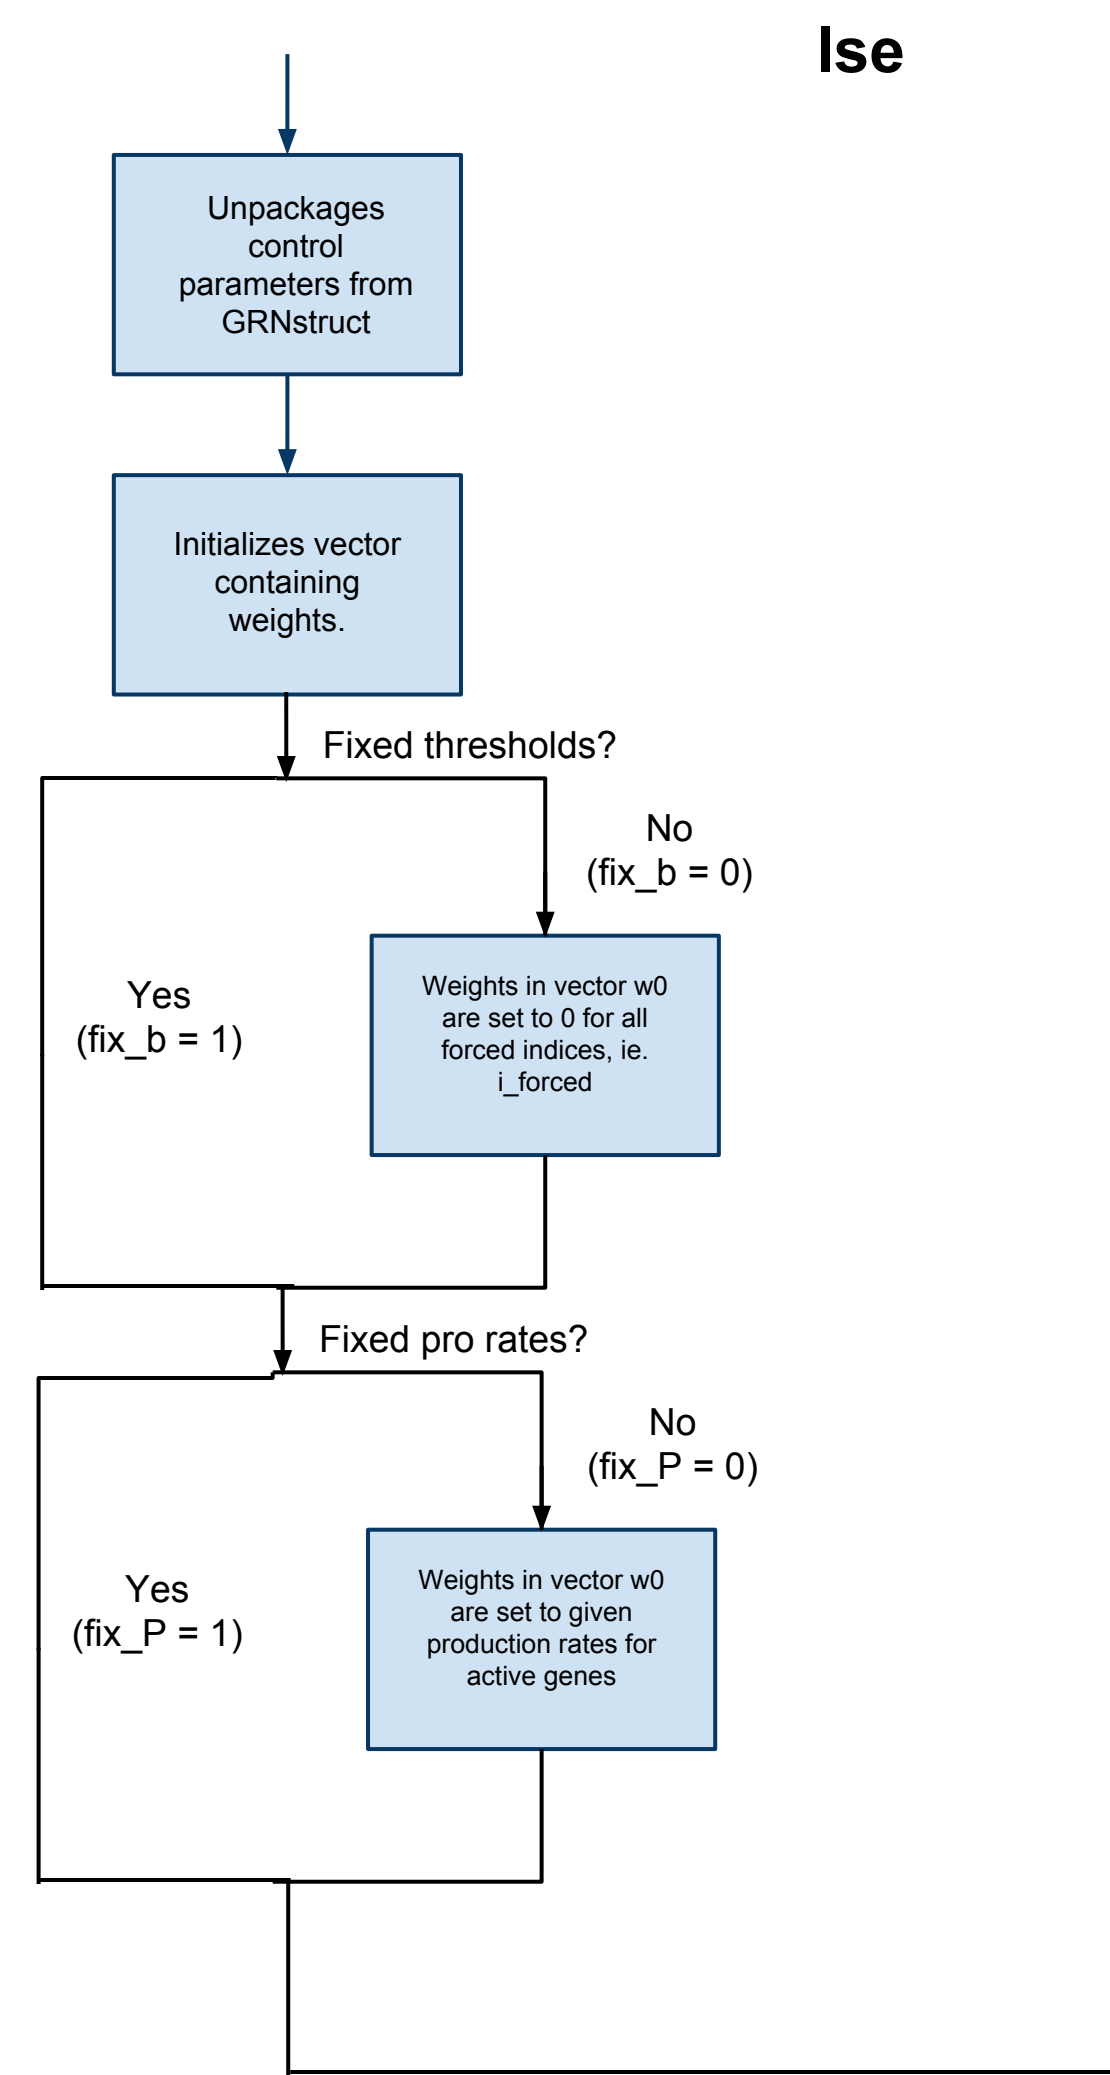 lse
Unpackages
control
parameters from
GRNstruct
Initializes vector
containing
weights.
Fixed thresholds?
No
(fix_b = 0)
Yes
(fix_b = 1)
Weights in vector w0
are set to 0 for all
forced indices, ie.
i_forced
Fixed pro rates?
No
(fix_P = 0)
Yes
(fix_P = 1)
Weights in vector w0
are set to given
production rates for
active genes